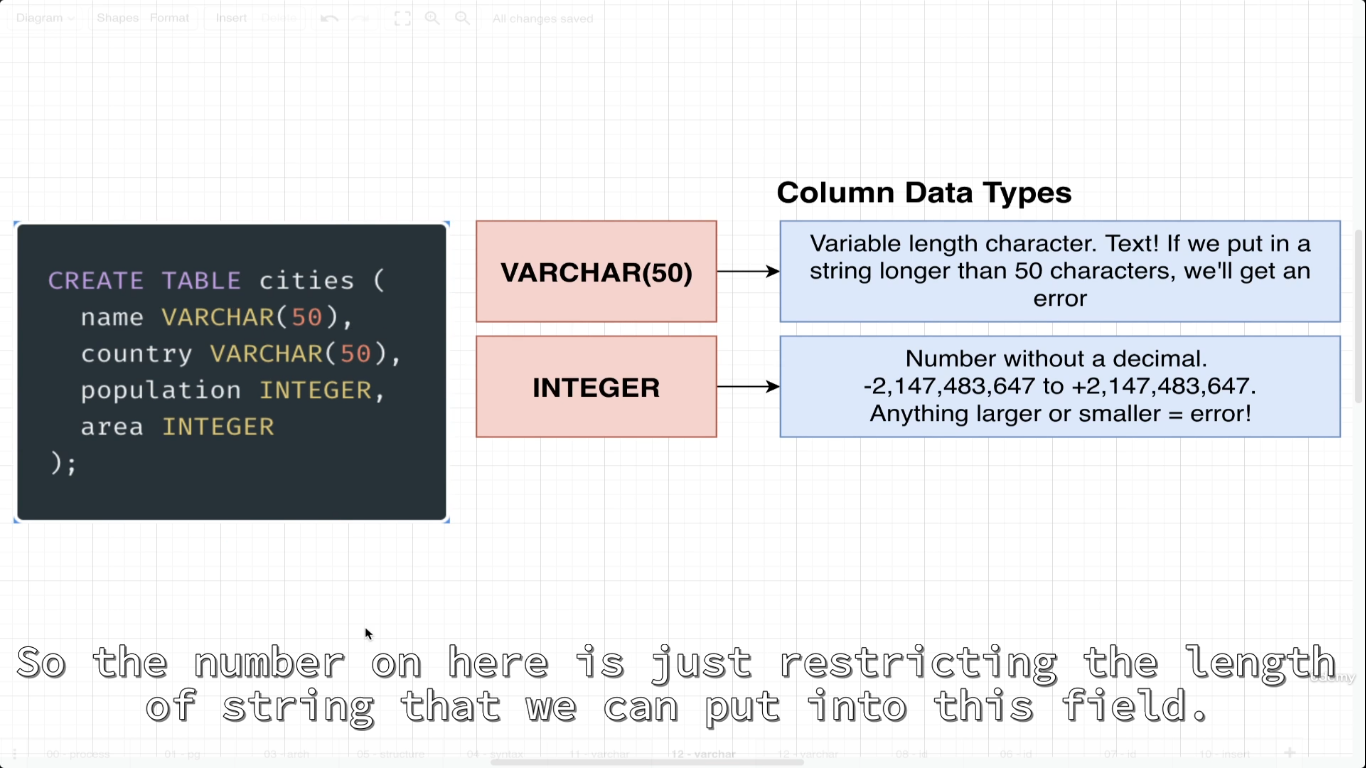 Diagram Shapes Format Insert Delete All changes saved
Column Data Types
CREATE TABLE cities (
name VARCHAR(50),
country VARCHAR(50),
population INTEGER,
area INTEGER
);
VARCHAR(50)
Variable length character. Text! If we put in a
string longer than 50 characters, we'll get an
error
INTEGER
Number without a decimal.
-2,147,483,647 to +2,147,483,647.
Anything larger or smaller = error!
So the number on here is just restricting the length
of string that we can put into this field.
udemy
00 - process 01 - pg 03 - arch 05 - structure 04 - syntax 11 - varchar 12 - varchar 12 - varchar 06 - id 07 - id 10 - insert